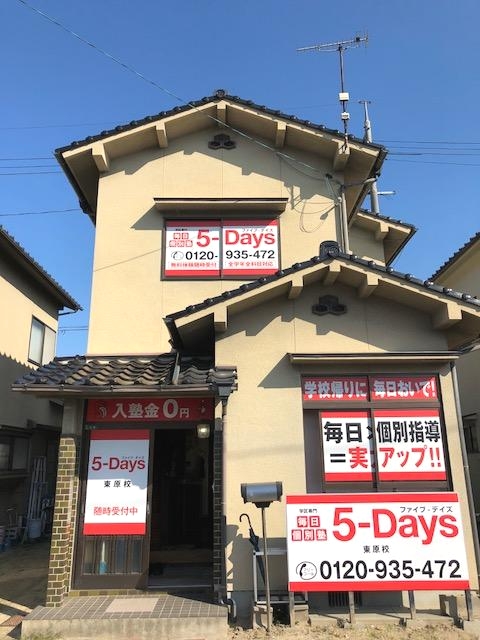 学区専門
毎日
個別塾
ファイブ・デイズ
5-Days
0120-935-472
無料体験随時受付
全学年全科目対応
入塾金0円
ファイブ・デイズ
5-Days
東原校
随時受付中
学校帰りに毎日おいで!
毎日×個別指導
=実力アップ!!
学区専門
毎日
個別塾
ファイブ・デイズ
5-Days
東原校
0120-935-472